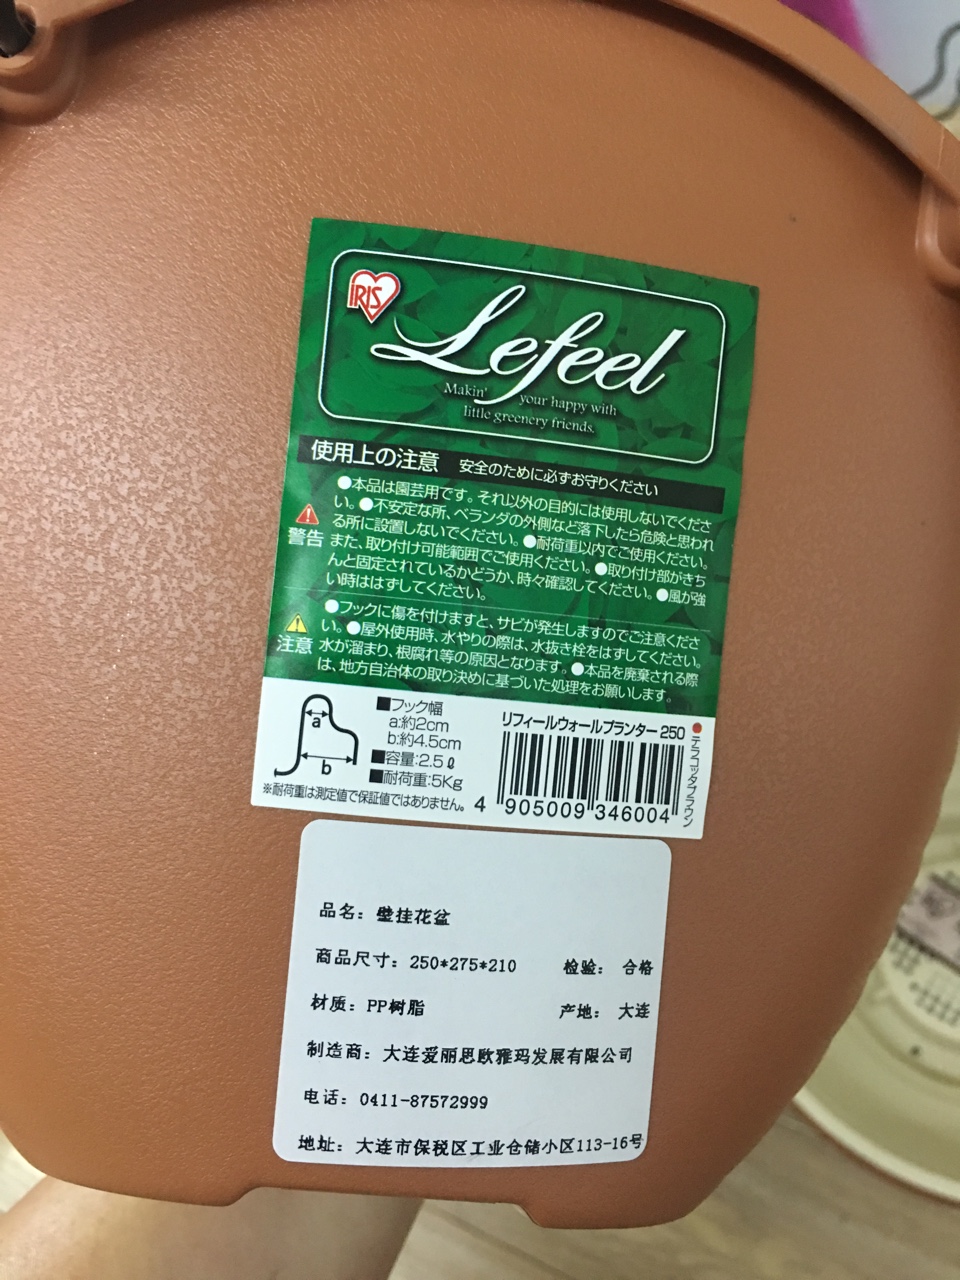 IRIS
Lefeel
Makin' your happy with
little greenery friends.
使用上の注意 安全のために必ずお守りください
警告
●本品は園芸用です。それ以外の目的には使用しないでくださ
い。●不安定な所、ベランダの外側など落下したら危険と思われ
る所に設置しないでください。●耐荷重以内でご使用ください。
また、取り付け可能範囲でご使用ください。●取り付け部がきち
んと固定されているかどうか、時々確認してください。●風が強
い時ははずしてください。
注意
●フックに傷を付けますと、サビが発生しますのでご注意くださ
い。●屋外使用時、水やりの際は、水抜き栓をはずしてください。
水が溜まり、根腐れ等の原因となります。●本品を廃棄される際
は、地方自治体の取り決めに基づいた処理をお願いします。
a
b
■フック幅
a:約2cm
b:約4.5cm
■容量:2.5ℓ
■耐荷重:5Kg
※耐荷重は測定値で保証値ではありません。
リフィールウォールプランター250
●テラコッタブラウン
4 905009 346004
品名：壁挂花盆
商品尺寸：250*275*210 检验：合格
材质：PP树脂 产地：大连
制造商：大连爱丽思欧雅玛发展有限公司
电话：0411-87572999
地址：大连市保税区工业仓储小区113-16号